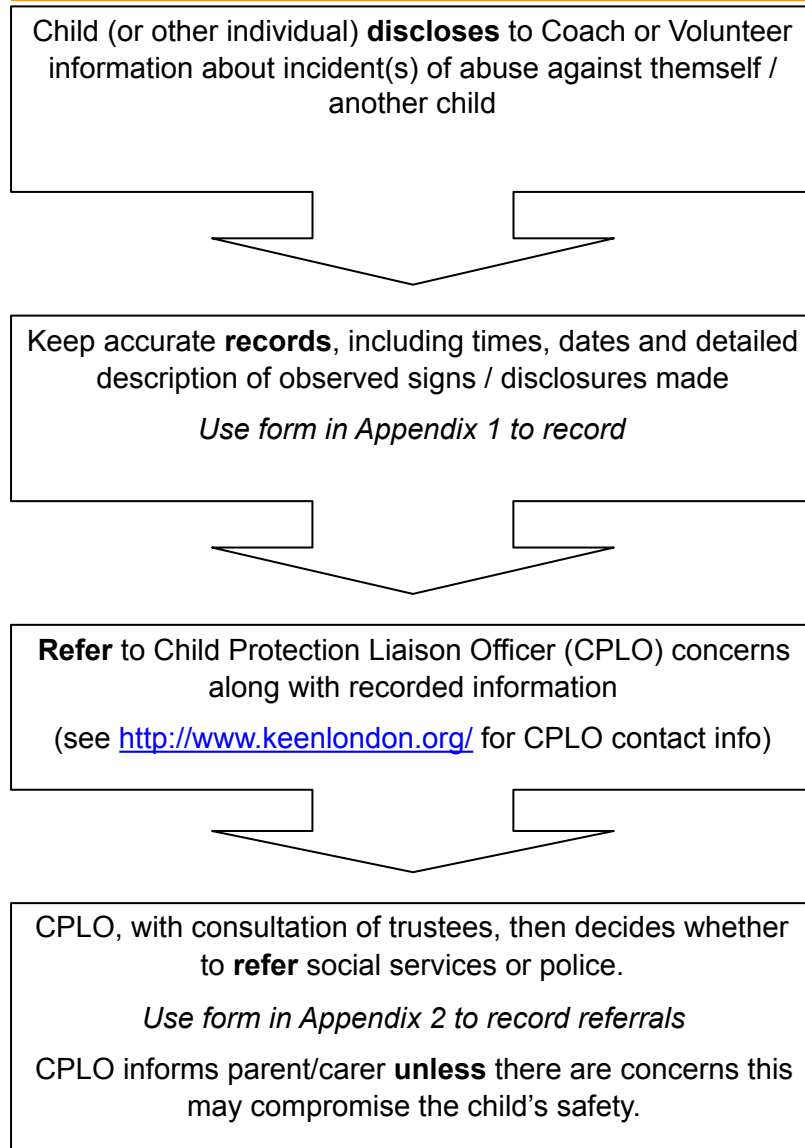 Child (or other individual) discloses to Coach or Volunteer
information about incident(s) of abuse against themself /
another child
Keep accurate records, including times, dates and detailed
description of observed signs / disclosures made
Use form in Appendix 1 to record
Refer to Child Protection Liaison Officer (CPLO) concerns
along with recorded information
(see http://www.keenlondon.org/ for CPLO contact info)
CPLO, with consultation of trustees, then decides whether
to refer social services or police.
Use form in Appendix 2 to record referrals
CPLO informs parent/carer unless there are concerns this
may compromise the child's safety.